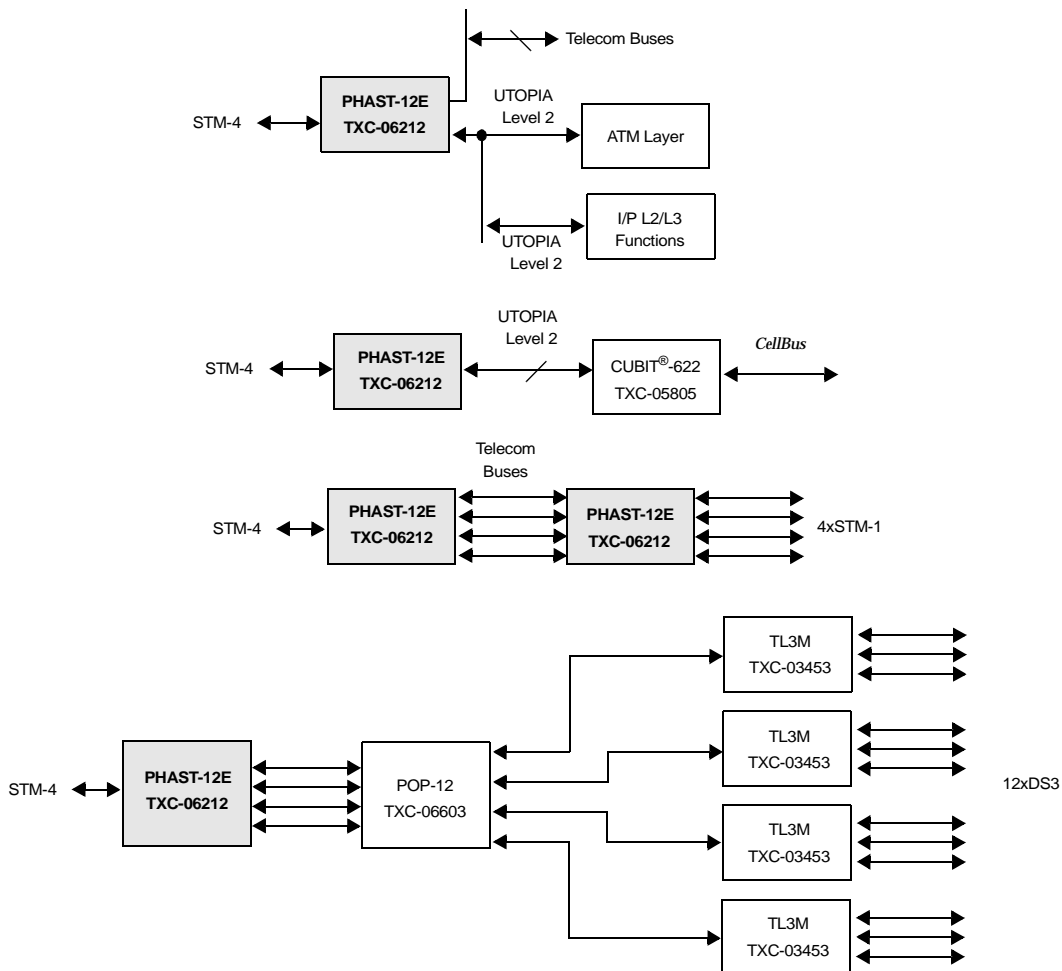 Telecom Buses
UTOPIA
Level 2
PHAST-12E
TXC-06212
STM-4
ATM Layer
I/P L2/L3
Functions
UTOPIA
Level 2
UTOPIA
Level 2
STM-4
PHAST-12E
TXC-06212
CUBIT®-622
TXC-05805
CellBus
Telecom
Buses
STM-4
PHAST-12E
TXC-06212
PHAST-12E
TXC-06212
4xSTM-1
TL3M
TXC-03453
TL3M
TXC-03453
STM-4
PHAST-12E
TXC-06212
POP-12
TXC-06603
12xDS3
TL3M
TXC-03453
TL3M
TXC-03453